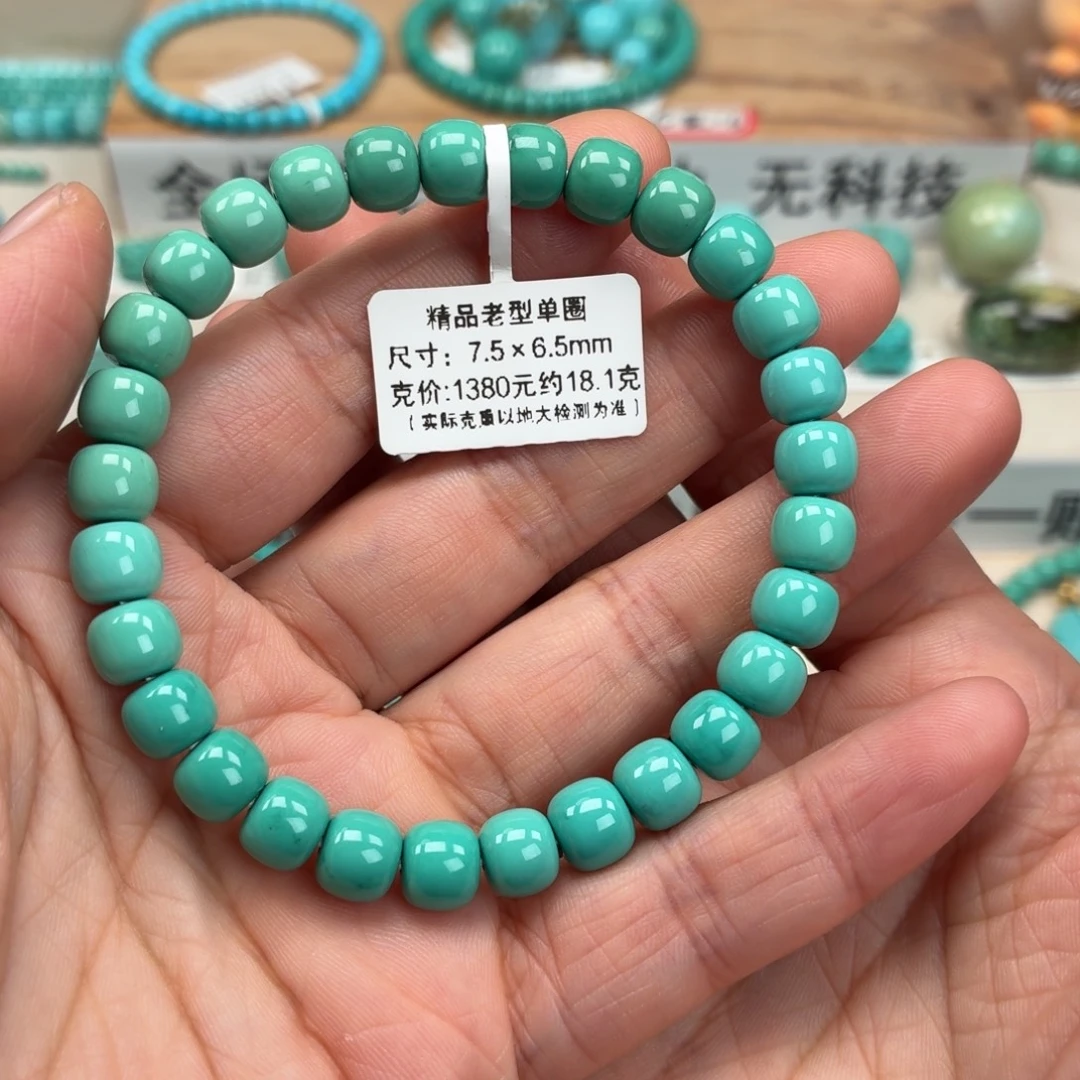 无科技
精品老型单圈
尺寸：7.5×6.5mm
克价:1380元约18.1克
（实际克重以地大检测为准）